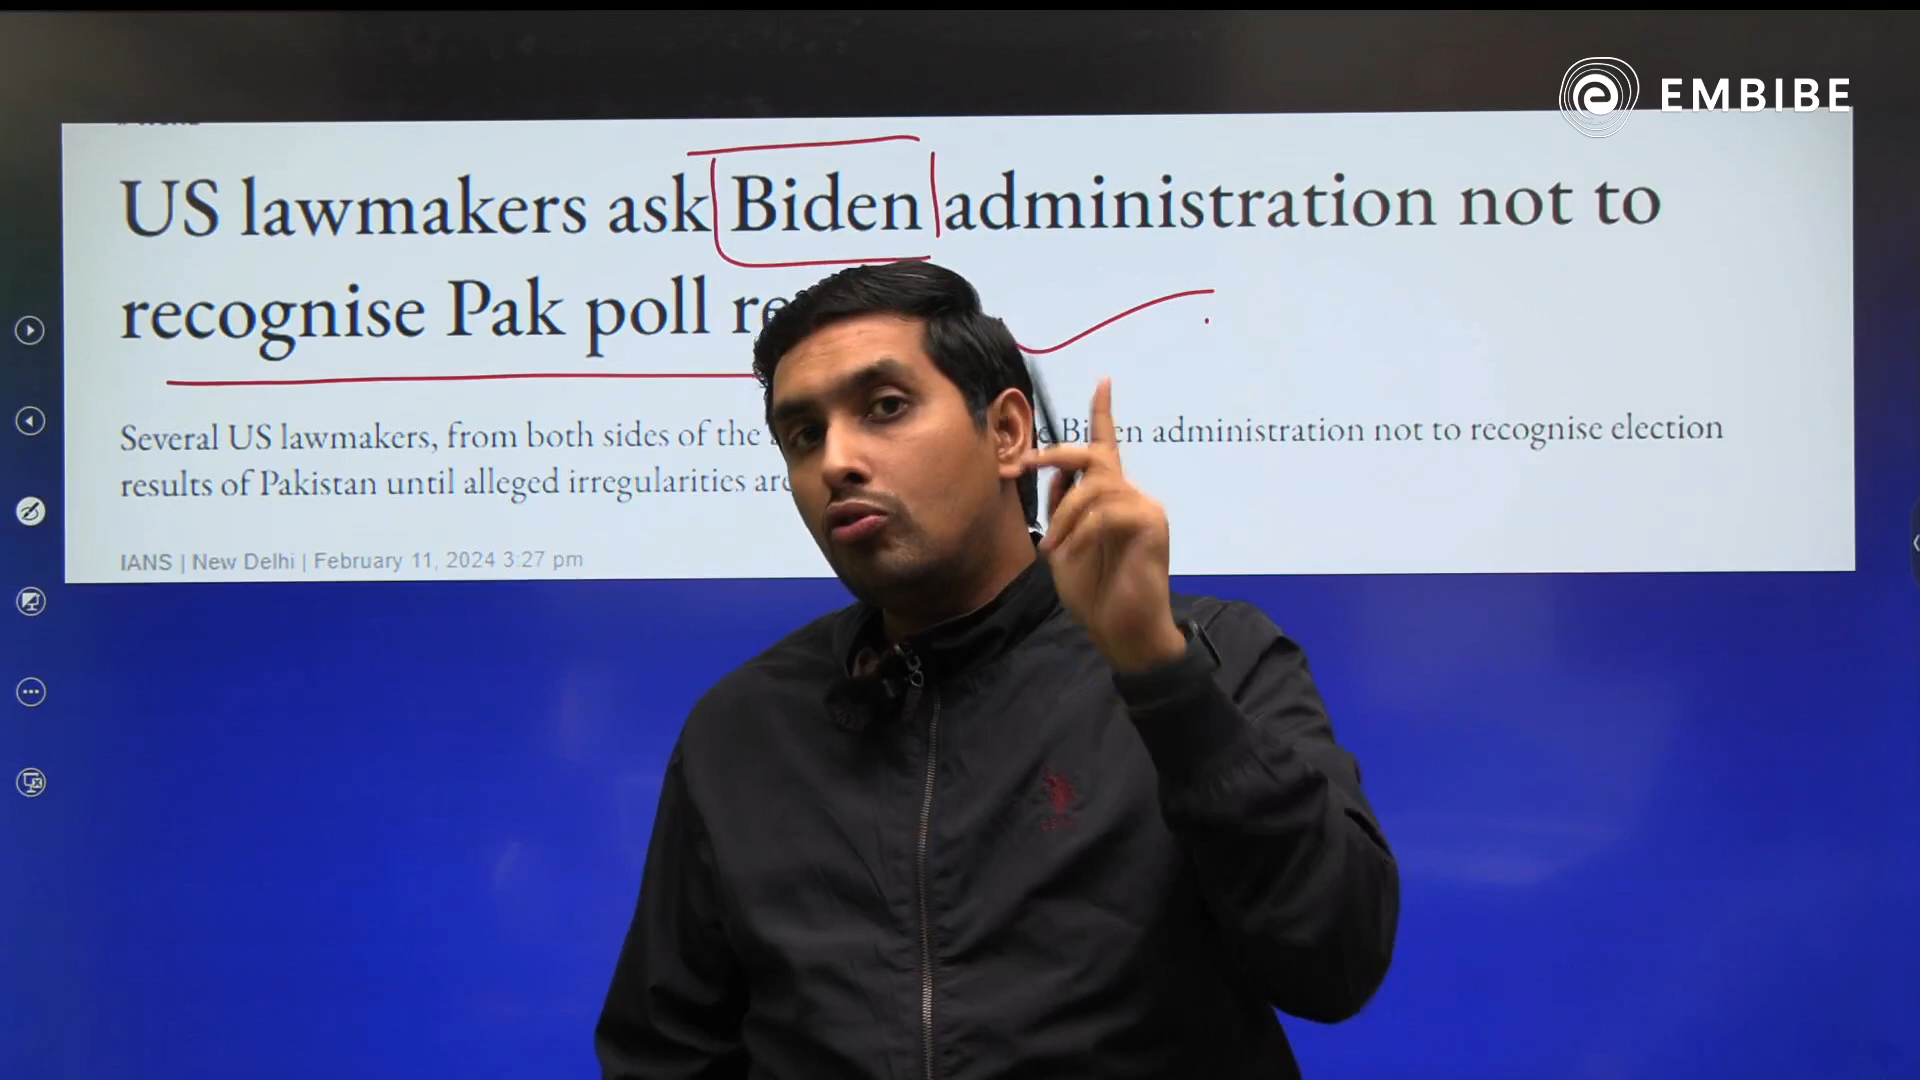 EMBIBE
US lawmakers ask Biden administration not to
recognise Pak poll
Several US lawmakers, from both sides of the administration not to recognise election
results of Pakistan until alleged irregularities are
IANS | New Delhi | February 11, 2024 3:27 pm